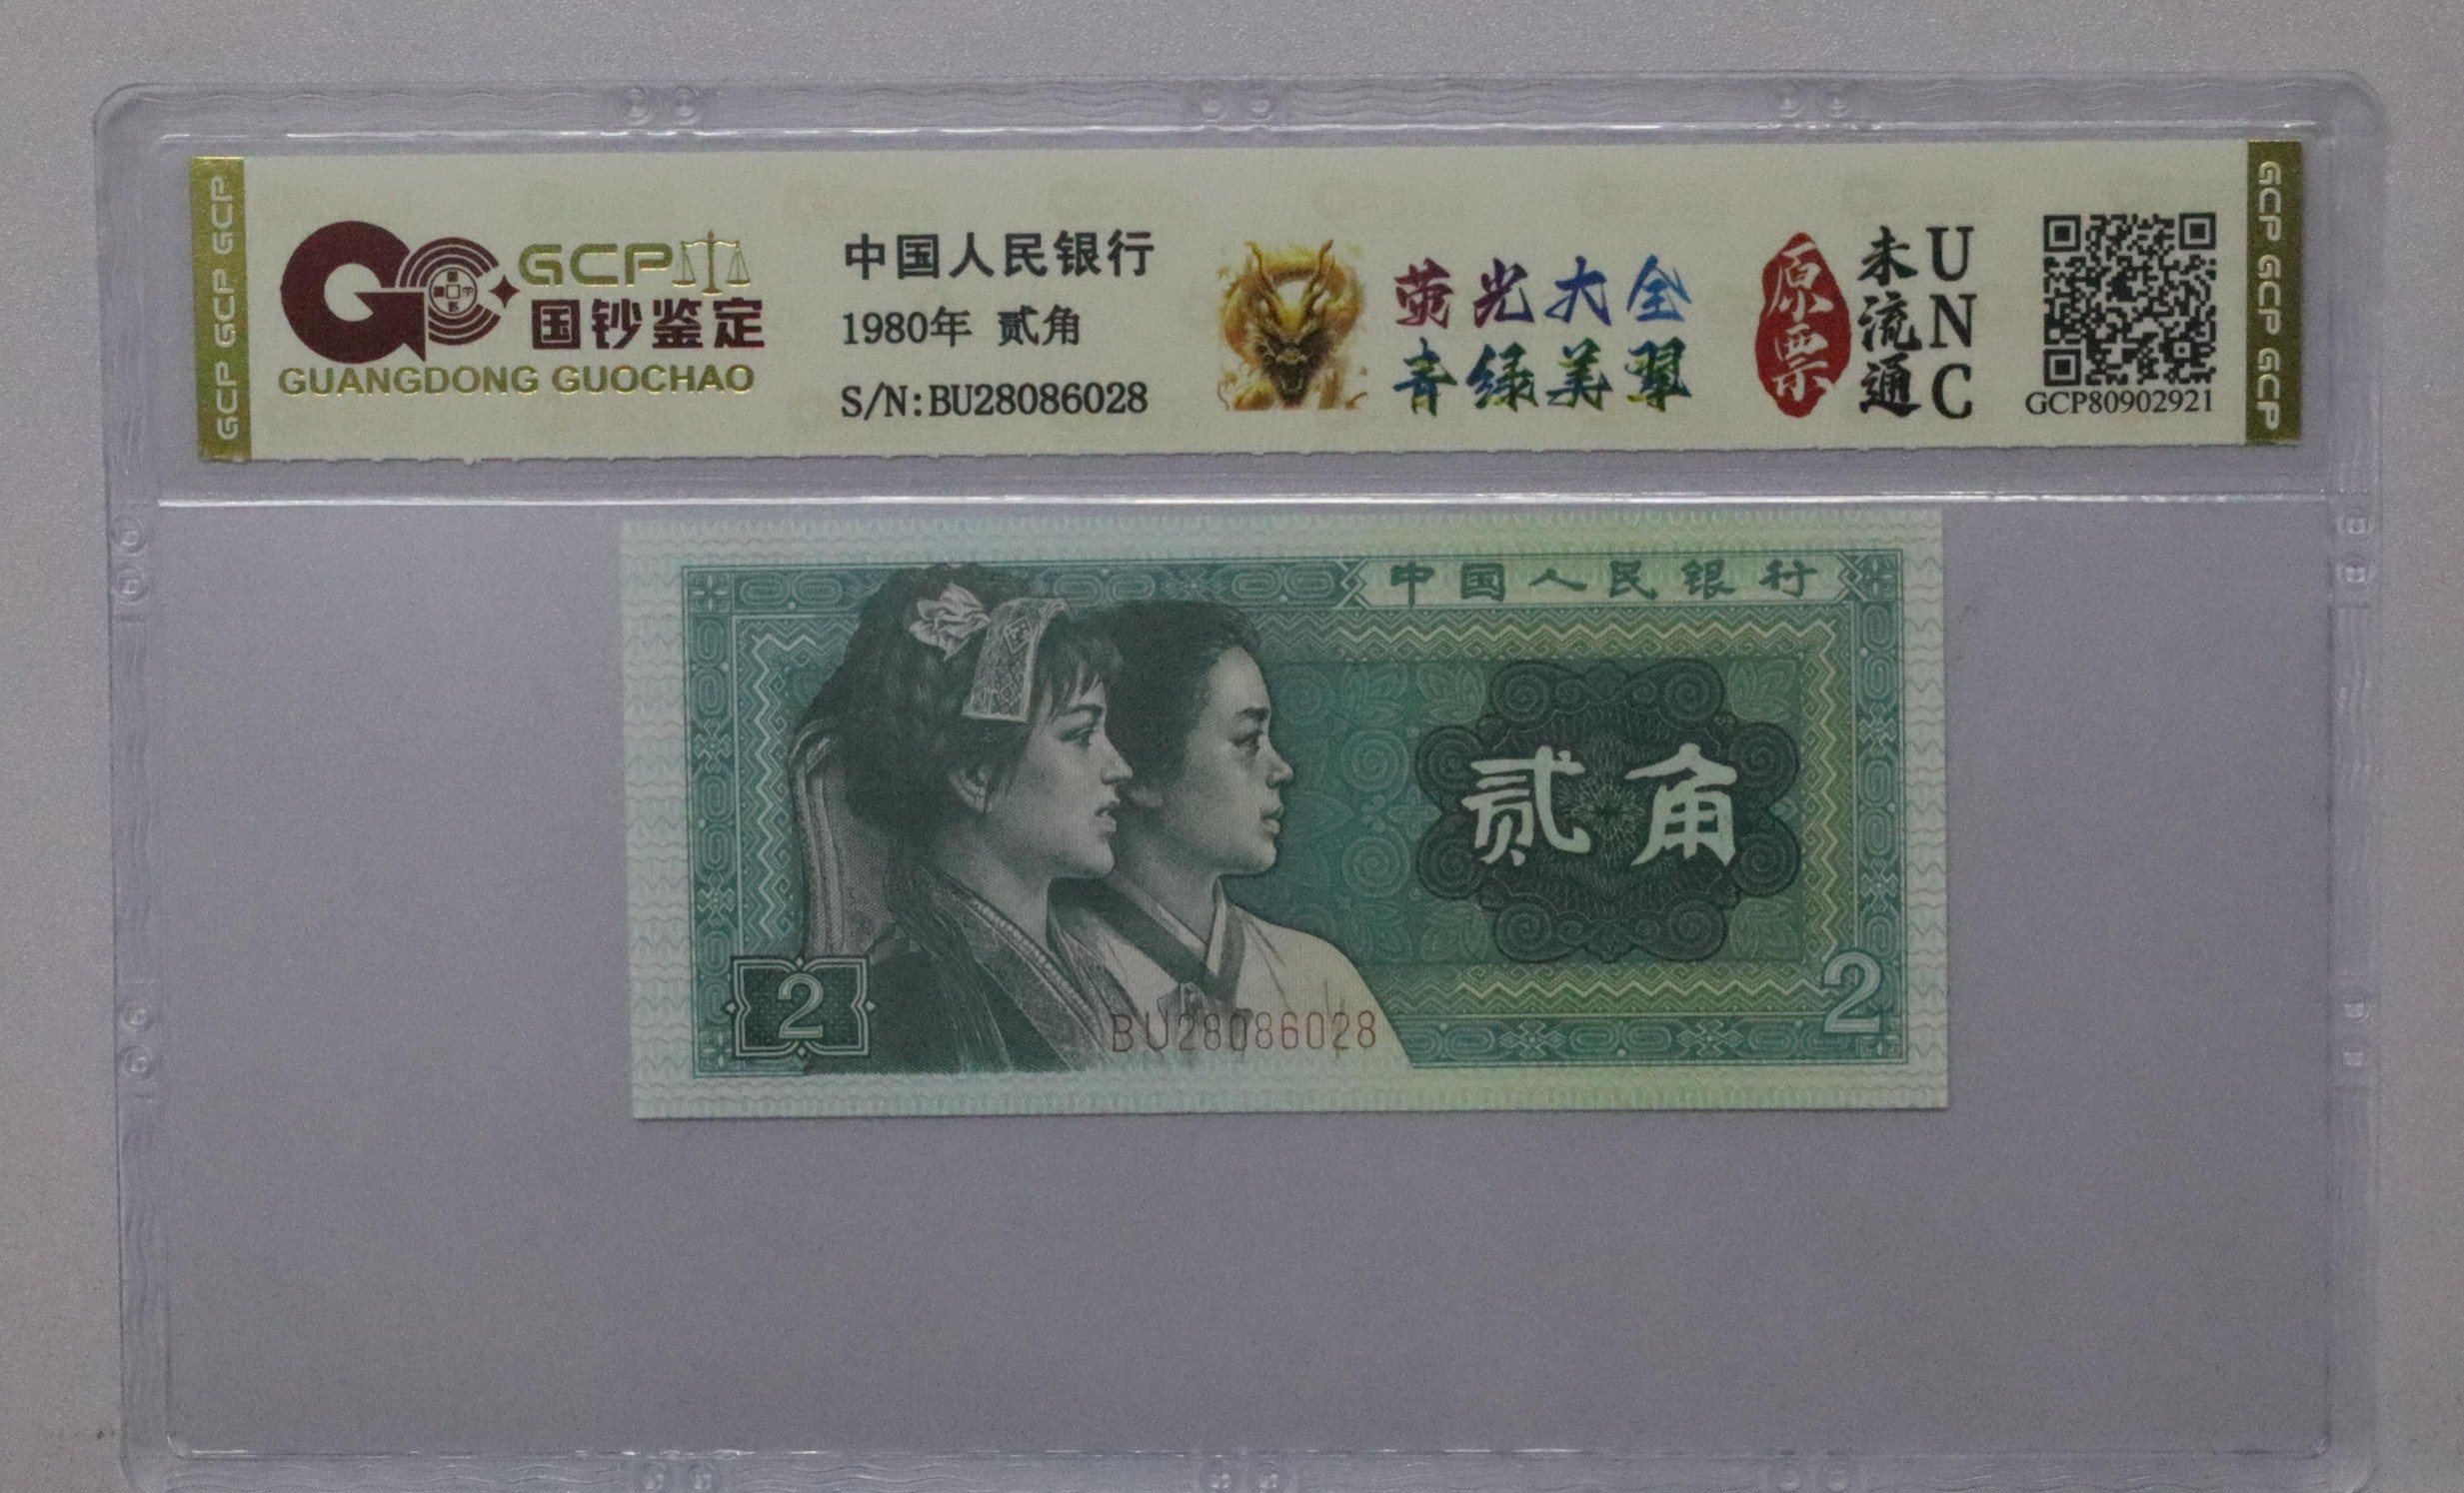 GCP GCP GCP
GCP
国钞鉴定
GUANGDONG GUOCHAO
中国人民银行
1980年 贰角
S/N:BU28086028
荧光大全
青绿美翠
原票
未流通
UNC
GCP80902921
GCP GCP GCP
中国人民银行
贰角
2
2
BU28086028